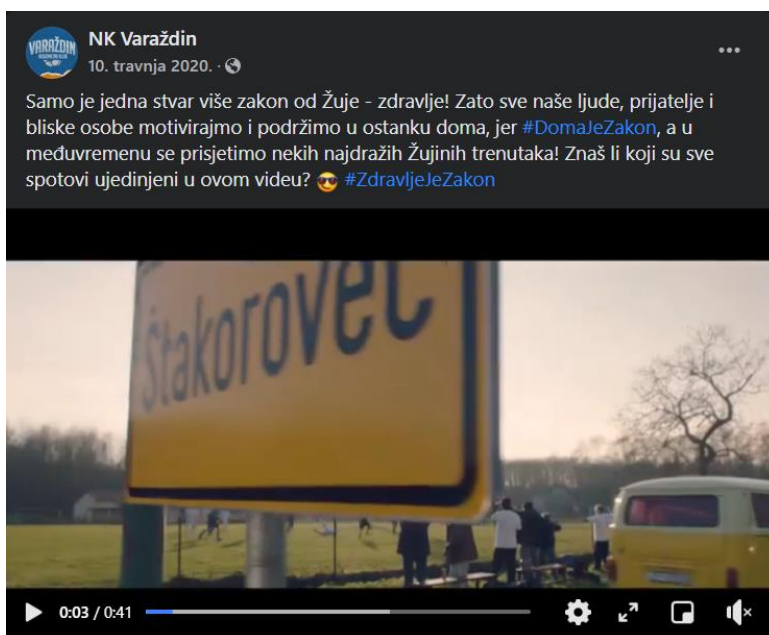 NK Varaždin
10. travnja 2020. ·
Samo je jedna stvar više zakon od Žuje - zdravlje! Zato sve naše ljude, prijatelje i
bliske osobe motivirajmo i podržimo u ostanku doma, jer #DomaJeZakon, a u
međuvremenu se prisjetimo nekih najdražih Žujinih trenutaka! Znaš li koji su sve
spotovi ujedinjeni u ovom videu? 😎 #ZdravljeJeZakon
Štakorovec
0:03 / 0:41